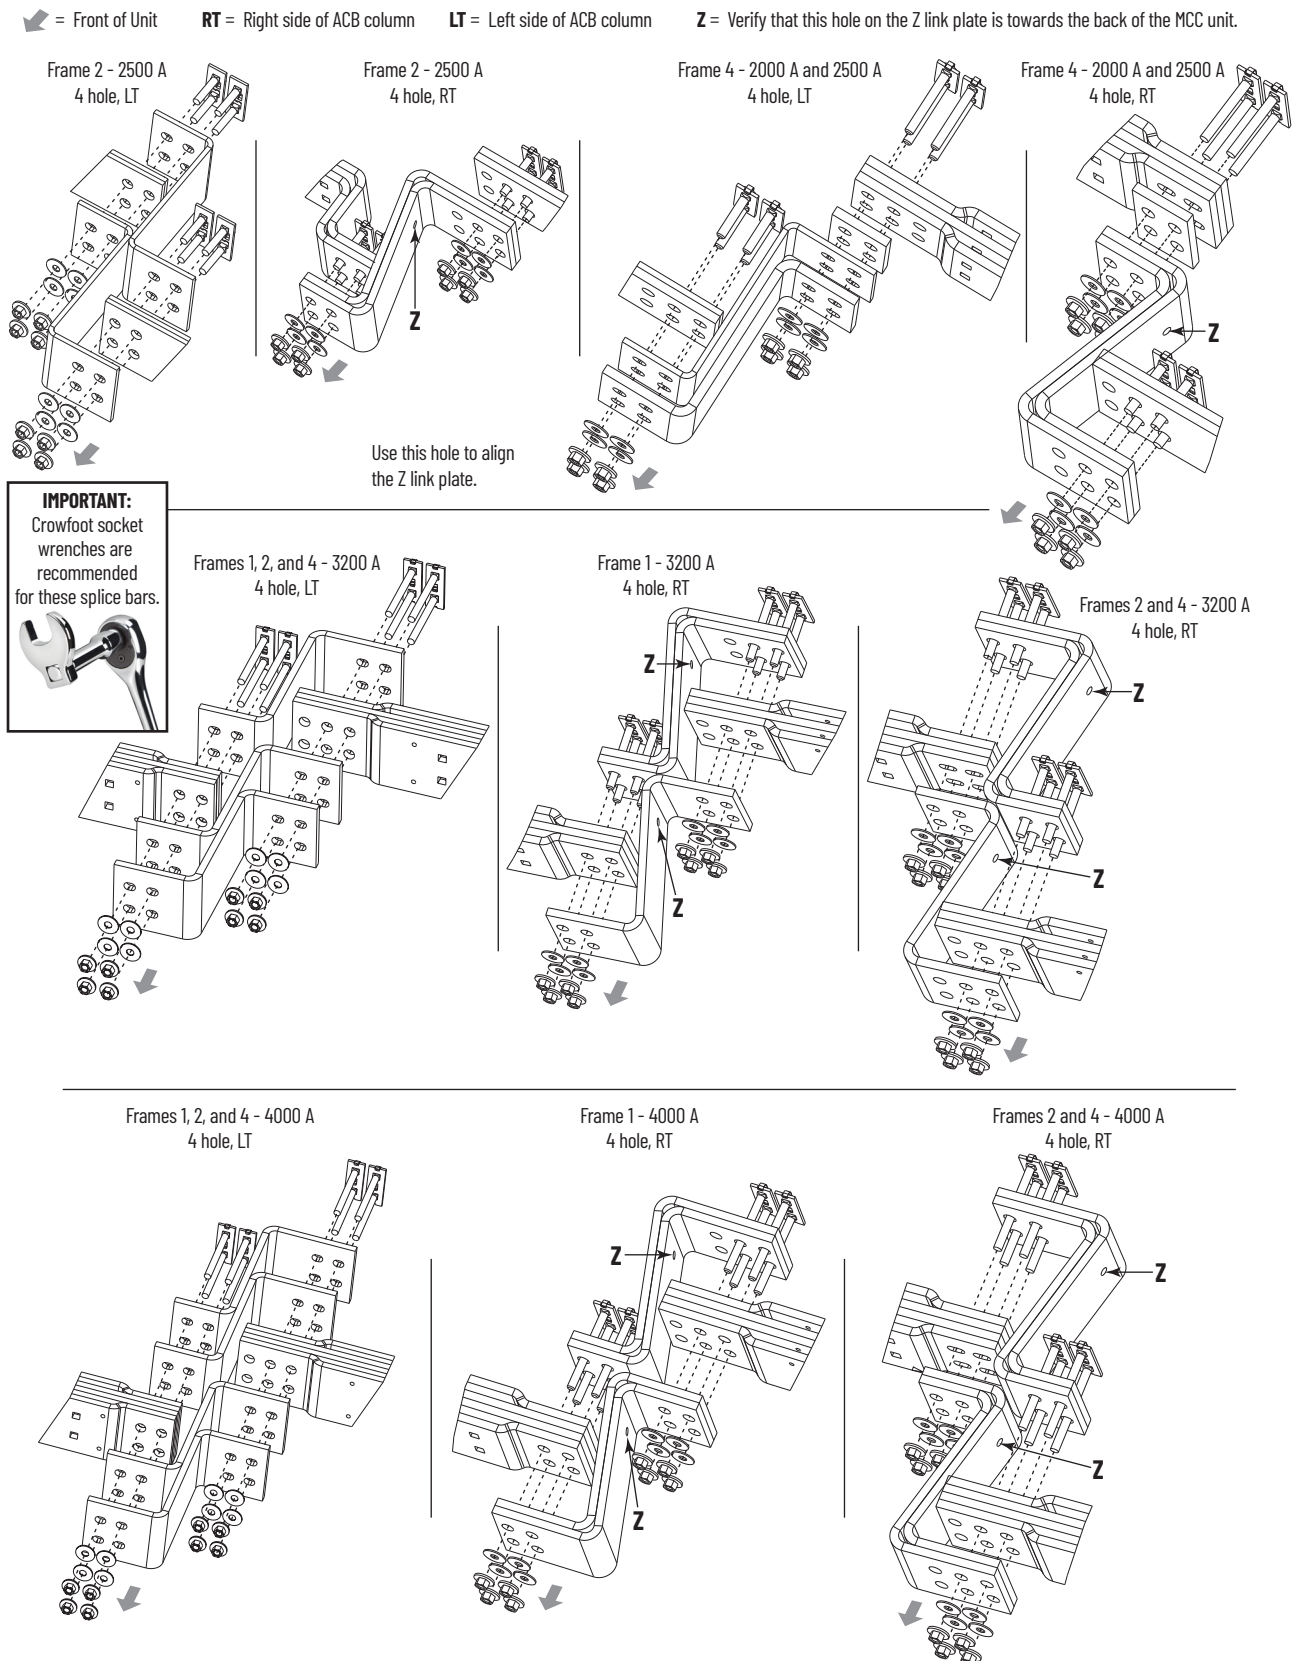 = Front of Unit RT = Right side of ACB column LT = Left side of ACB column Z = Verify that this hole on the Z link plate is towards the back of the MCC unit.
Frame 2 - 2500 A
4 hole, LT
Frame 2 - 2500 A
4 hole, RT
Frame 4 - 2000 A and 2500 A
4 hole, LT
Frame 4 - 2000 A and 2500 A
4 hole, RT
Z
Z
Use this hole to align
the Z link plate.
IMPORTANT:
Crowfoot socket
wrenches are
recommended
for these splice bars.
Frames 1, 2, and 4 - 3200 A
4 hole, LT
Frame 1 - 3200 A
4 hole, RT
Frames 2 and 4 - 3200 A
4 hole, RT
Z
Z
Z
Z
Frames 1, 2, and 4 - 4000 A
4 hole, LT
Frame 1 - 4000 A
4 hole, RT
Frames 2 and 4 - 4000 A
4 hole, RT
Z
Z
Z
Z